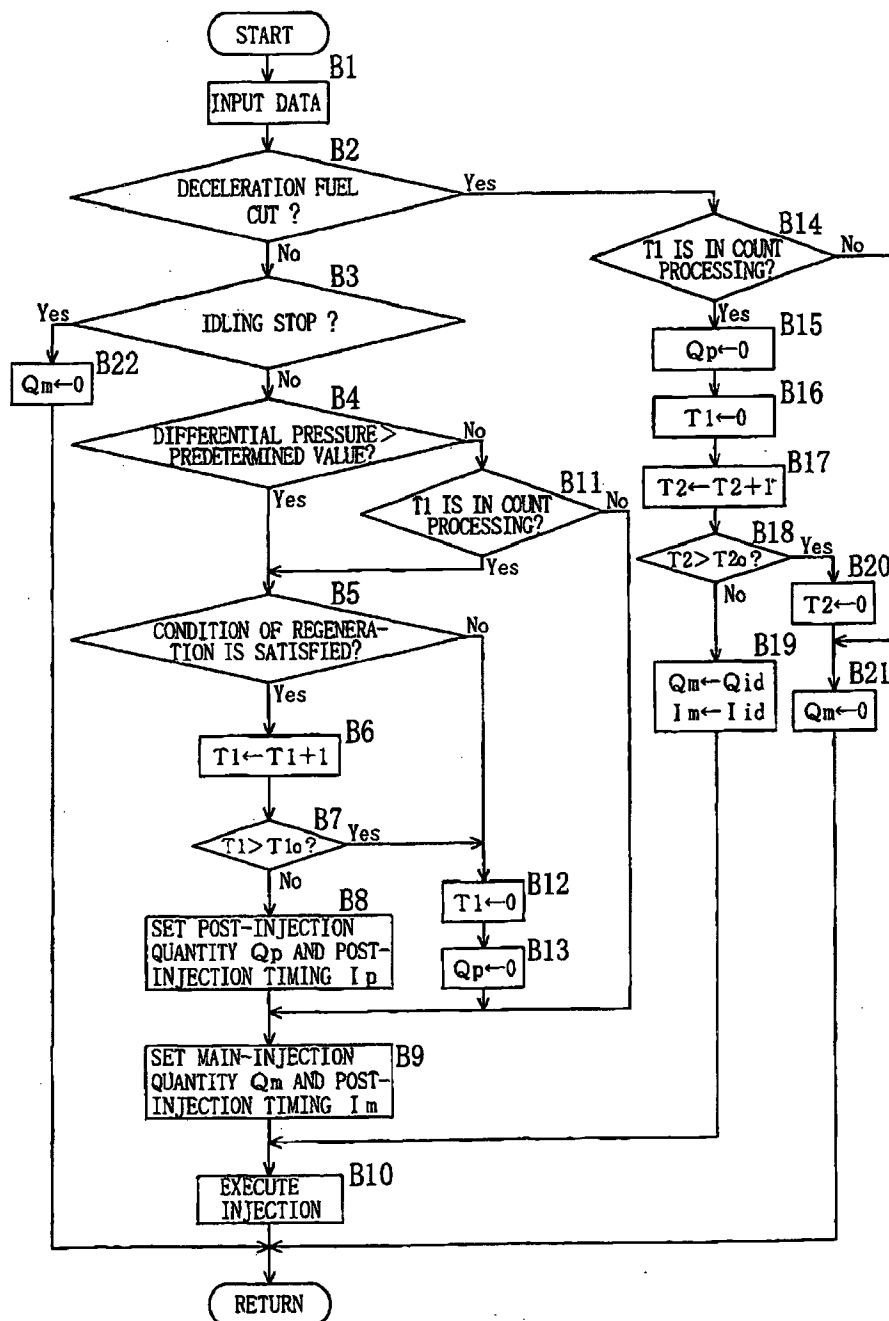 START
B1
INPUT DATA
B2
DECELERATION FUEL
CUT ?
Yes
No
B3
IDLING STOP ?
Yes
No
B22
Qm←0
B4
DIFFERENTIAL PRESSURE>
PREDETERMINED VALUE?
No
Yes
B11
T1 IS IN COUNT
PROCESSING?
No
Yes
B5
CONDITION OF REGENERA-
TION IS SATISFIED?
No
Yes
B6
T1←T1+1
B7
T1>T1o?
Yes
No
B8
SET POST-INJECTION
QUANTITY Qp AND POST-
INJECTION TIMING Ip
B12
T1←0
B13
Qp←0
B9
SET MAIN-INJECTION
QUANTITY Qm AND POST-
INJECTION TIMING Im
B10
EXECUTE
INJECTION
RETURN
B14
T1 IS IN COUNT
PROCESSING?
No
Yes
B15
Qp←0
B16
T1←0
B17
T2←T2+1
B18
T2>T2o?
Yes
No
B19
Qm←Qid
Im←Iid
B20
T2←0
B21
Qm←0